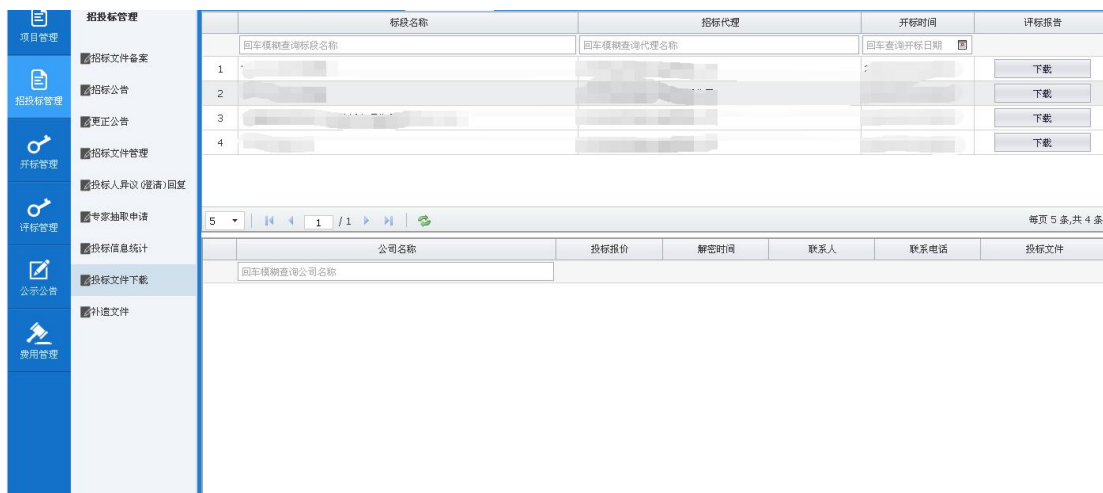 项目管理
招投标管理
开标管理
评标管理
公示公告
费用管理
招投标管理
招标文件备案
招标公告
更正公告
招标文件管理
投标人异议(澄清)回复
专家抽取申请
投标信息统计
投标文件下载
补遗文件
标段名称 招标代理 开标时间 评标报告
回车模糊查询标段名称 回车模糊查询代理名称 回车查询开标日期
1 下载
2 下载
3 下载
4 下载
5 1 /1 每页 5 条,共 4 条
公司名称 投标报价 解密时间 联系人 联系电话 投标文件
回车模糊查询公司名称